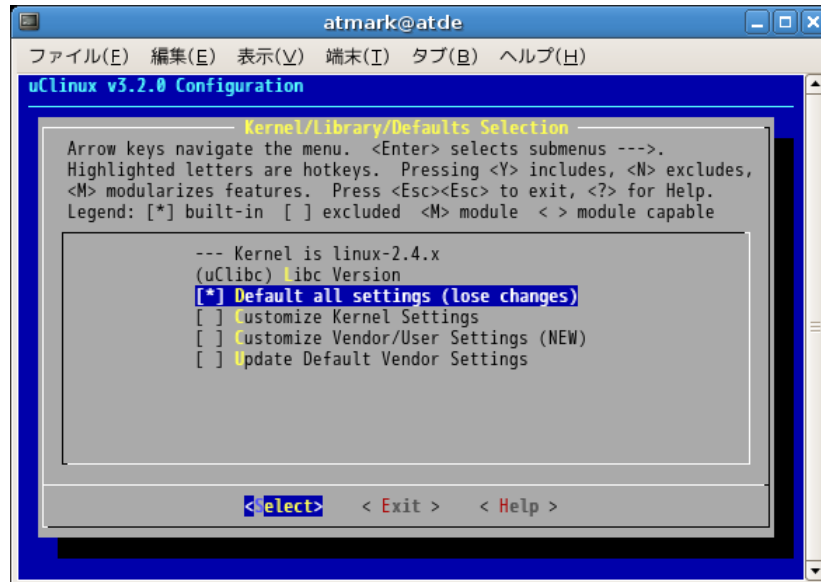 atmark@atde
ファイル(F) 編集(E) 表示(V) 端末(T) タブ(B) ヘルプ(H)
uClinux v3.2.0 Configuration
Kernel/Library/Defaults Selection
Arrow keys navigate the menu. <Enter> selects submenus --->.
Highlighted letters are hotkeys. Pressing <Y> includes, <N> excludes,
<M> modularizes features. Press <Esc><Esc> to exit, <?> for Help.
Legend: [*] built-in [ ] excluded <M> module < > module capable
--- Kernel is linux-2.4.x
(uClibc) Libc Version
[*] Default all settings (lose changes)
[ ] Customize Kernel Settings
[ ] Customize Vendor/User Settings (NEW)
[ ] Update Default Vendor Settings
<Select> < Exit > < Help >